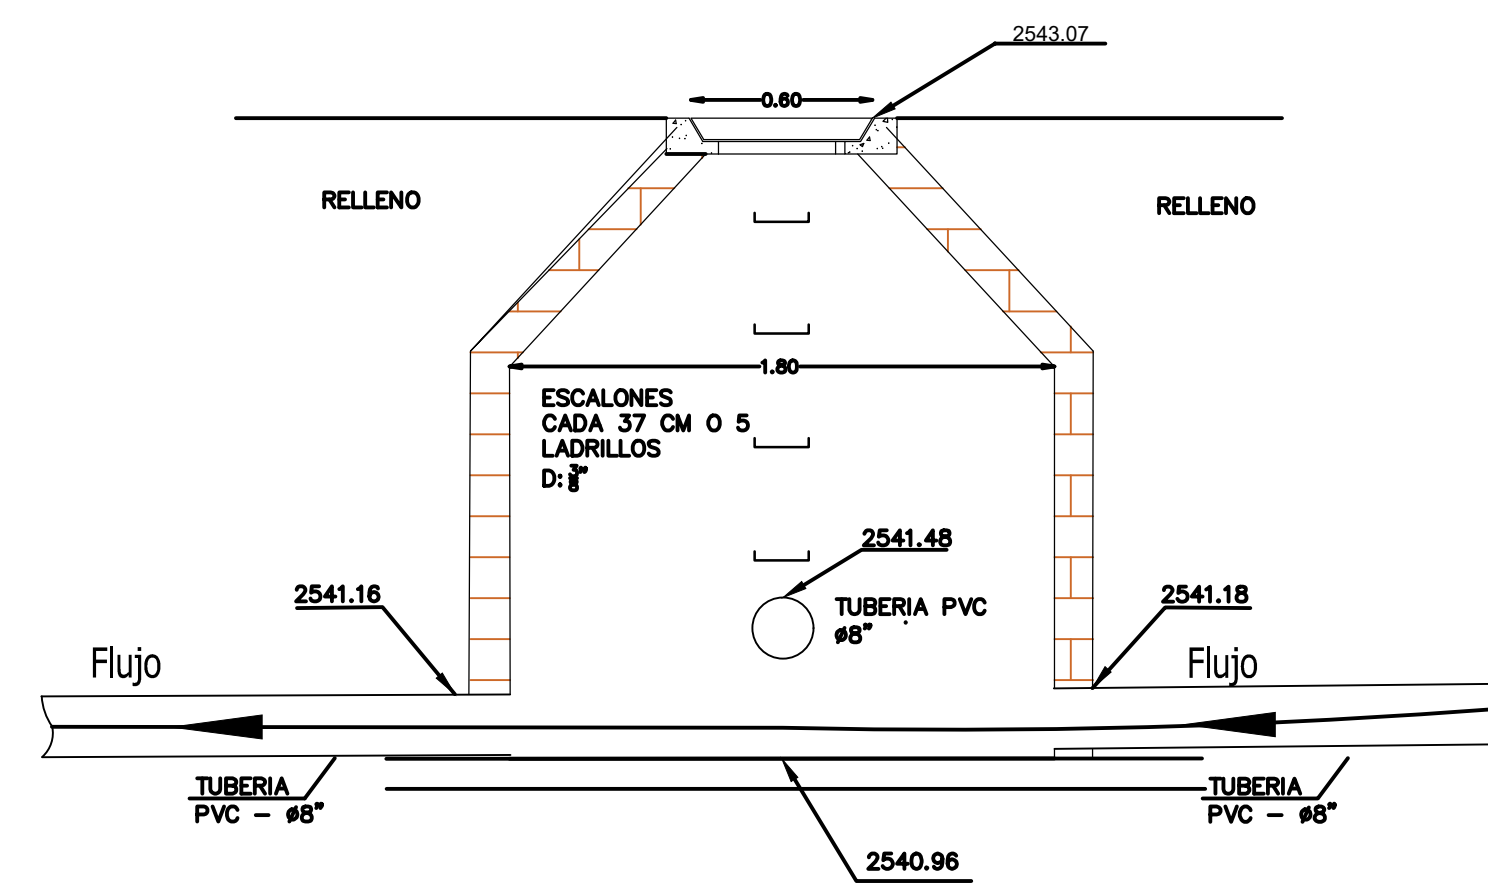 2543.07
0.60
RELLENO
RELLENO
1.80
ESCALONES
CADA 37 CM O 5
LADRILLOS
D: 3/8"
2541.48
TUBERIA PVC
ø8"
2541.16
2541.18
Flujo
Flujo
TUBERIA
PVC - ø8"
TUBERIA
PVC - ø8"
2540.96